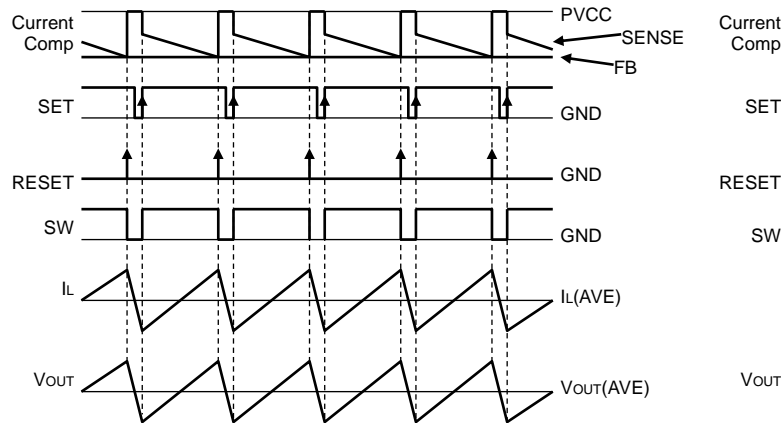 Current
Comp
PVCC
SENSE
FB
SET
GND
RESET
GND
SW
GND
IL
IL(AVE)
VOUT
VOUT(AVE)
Current
Comp
SET
RESET
SW
VOUT